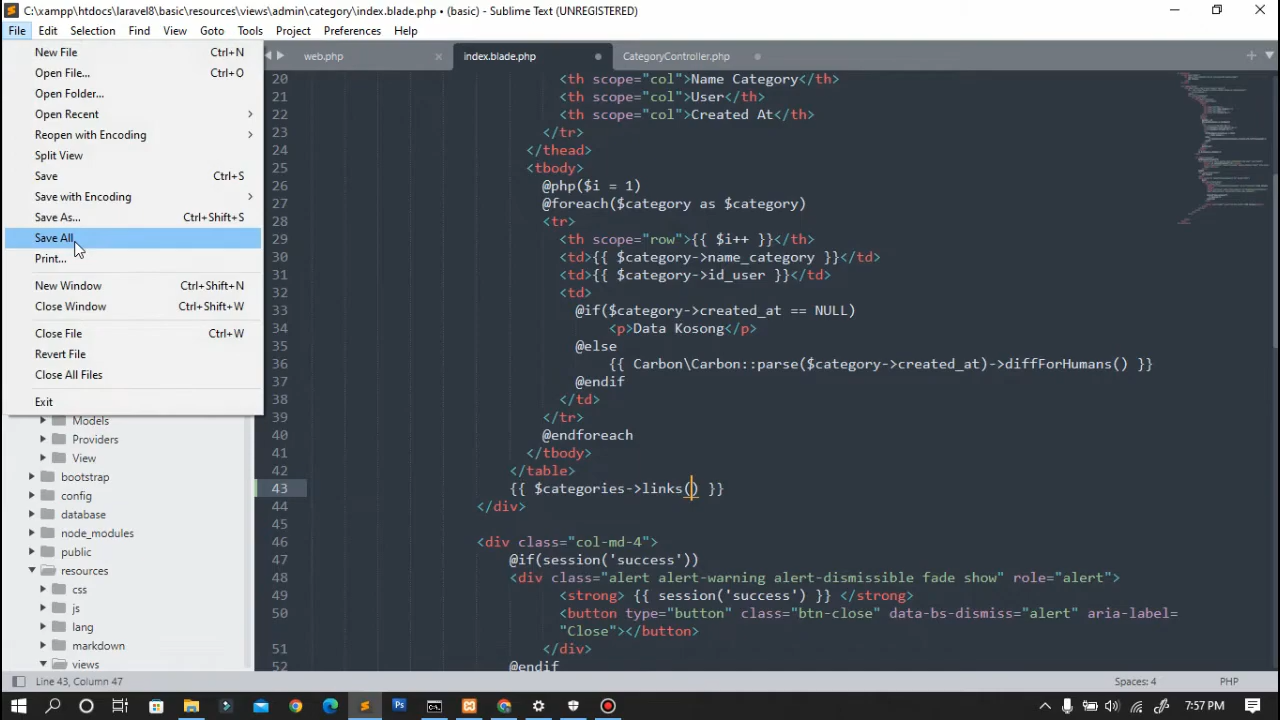 C:\xampp\htdocs\laravel8\basic\resources\views\admin\category\index.blade.php • (basic) - Sublime Text (UNREGISTERED)
File Edit Selection Find View Goto Tools Project Preferences Help
New File Ctrl+N
Open File... Ctrl+O
Open Folder...
Open Recent
Reopen with Encoding
Split View
Save Ctrl+S
Save with Encoding
Save As... Ctrl+Shift+S
Save All
Print...
New Window Ctrl+Shift+N
Close Window Ctrl+Shift+W
Close File Ctrl+W
Revert File
Close All Files
Exit
Models
Providers
View
bootstrap
config
database
node_modules
public
resources
css
js
lang
markdown
views
web.php index.blade.php CategoryController.php
20 <th scope="col">Name Category</th>
21 <th scope="col">User</th>
22 <th scope="col">Created At</th>
23 </tr>
24 </thead>
25 <tbody>
26 @php($i = 1)
27 @foreach($category as $category)
28 <tr>
29 <th scope="row">{{ $i++ }}</th>
30 <td>{{ $category->name_category }}</td>
31 <td>{{ $category->id_user }}</td>
32 <td>
33 @if($category->created_at == NULL)
34 <p>Data Kosong</p>
35 @else
36 {{ Carbon\Carbon::parse($category->created_at)->diffForHumans() }}
37 @endif
38 </td>
39 </tr>
40 @endforeach
41 </tbody>
42 </table>
43 {{ $categories->links() }}
44 </div>
45
46 <div class="col-md-4">
47 @if(session('success'))
48 <div class="alert alert-warning alert-dismissible fade show" role="alert">
49 <strong> {{ session('success') }} </strong>
50 <button type="button" class="btn-close" data-bs-dismiss="alert" aria-label=
"Close"></button>
51 </div>
52 @endif
Line 43, Column 47 Spaces: 4 PHP
7:57 PM